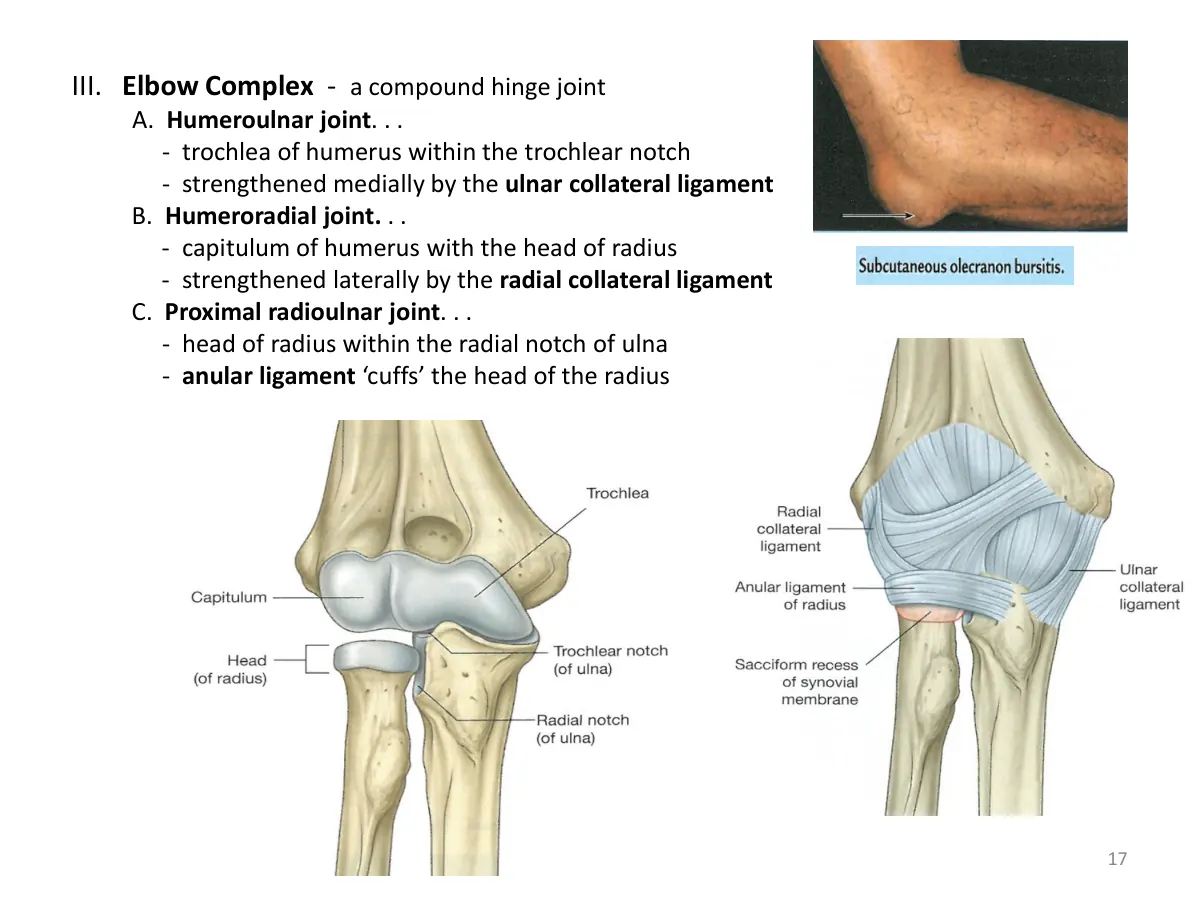 III. Elbow Complex - a compound hinge joint
A. Humeroulnar joint. . .
- trochlea of humerus within the trochlear notch
- strengthened medially by the ulnar collateral ligament
B. Humeroradial joint. . .
- capitulum of humerus with the head of radius
- strengthened laterally by the radial collateral ligament
C. Proximal radioulnar joint. . .
- head of radius within the radial notch of ulna
- anular ligament ‘cuffs’ the head of the radius
Subcutaneous olecranon bursitis.
Trochlea
Capitulum
Head
(of radius)
Trochlear notch
(of ulna)
Radial notch
(of ulna)
Radial
collateral
ligament
Anular ligament
of radius
Sacciform recess
of synovial
membrane
Ulnar
collateral
ligament
17